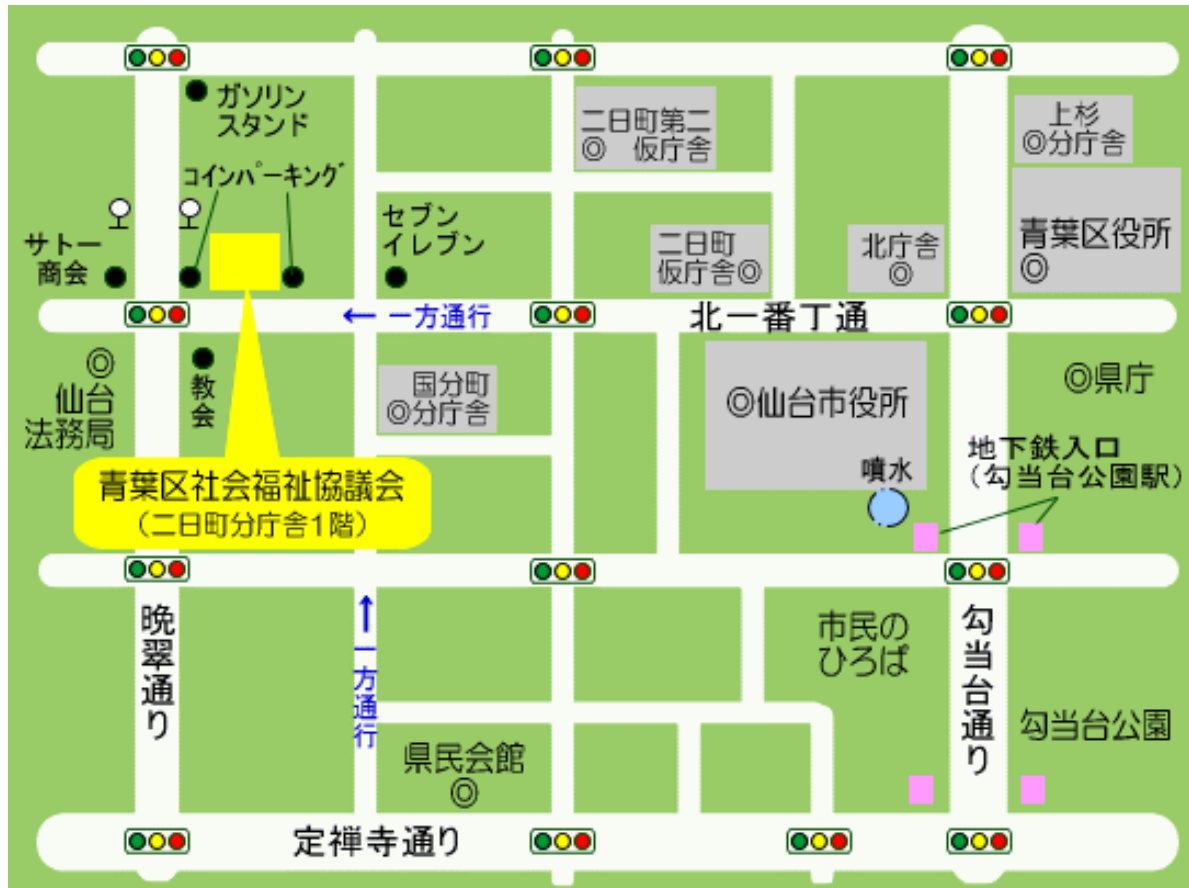 ガソリン
スタンド
コインパーキング
サトー
商会
セブン
イレブン
二日町第二
◎ 仮庁舎
二日町
仮庁舎◎
北庁舎
◎
上杉
◎分庁舎
青葉区役所
◎
← 一方通行
北一番丁通
◎
仙台
法務局
教会
国分町
◎分庁舎
◎仙台市役所
◎県庁
噴水
地下鉄入口
(勾当台公園駅)
青葉区社会福祉協議会
(二日町分庁舎1階)
晩翠通り
↑一方通行
県民会館
◎
市民の
ひろば
勾当台通り
勾当台公園
定禅寺通り